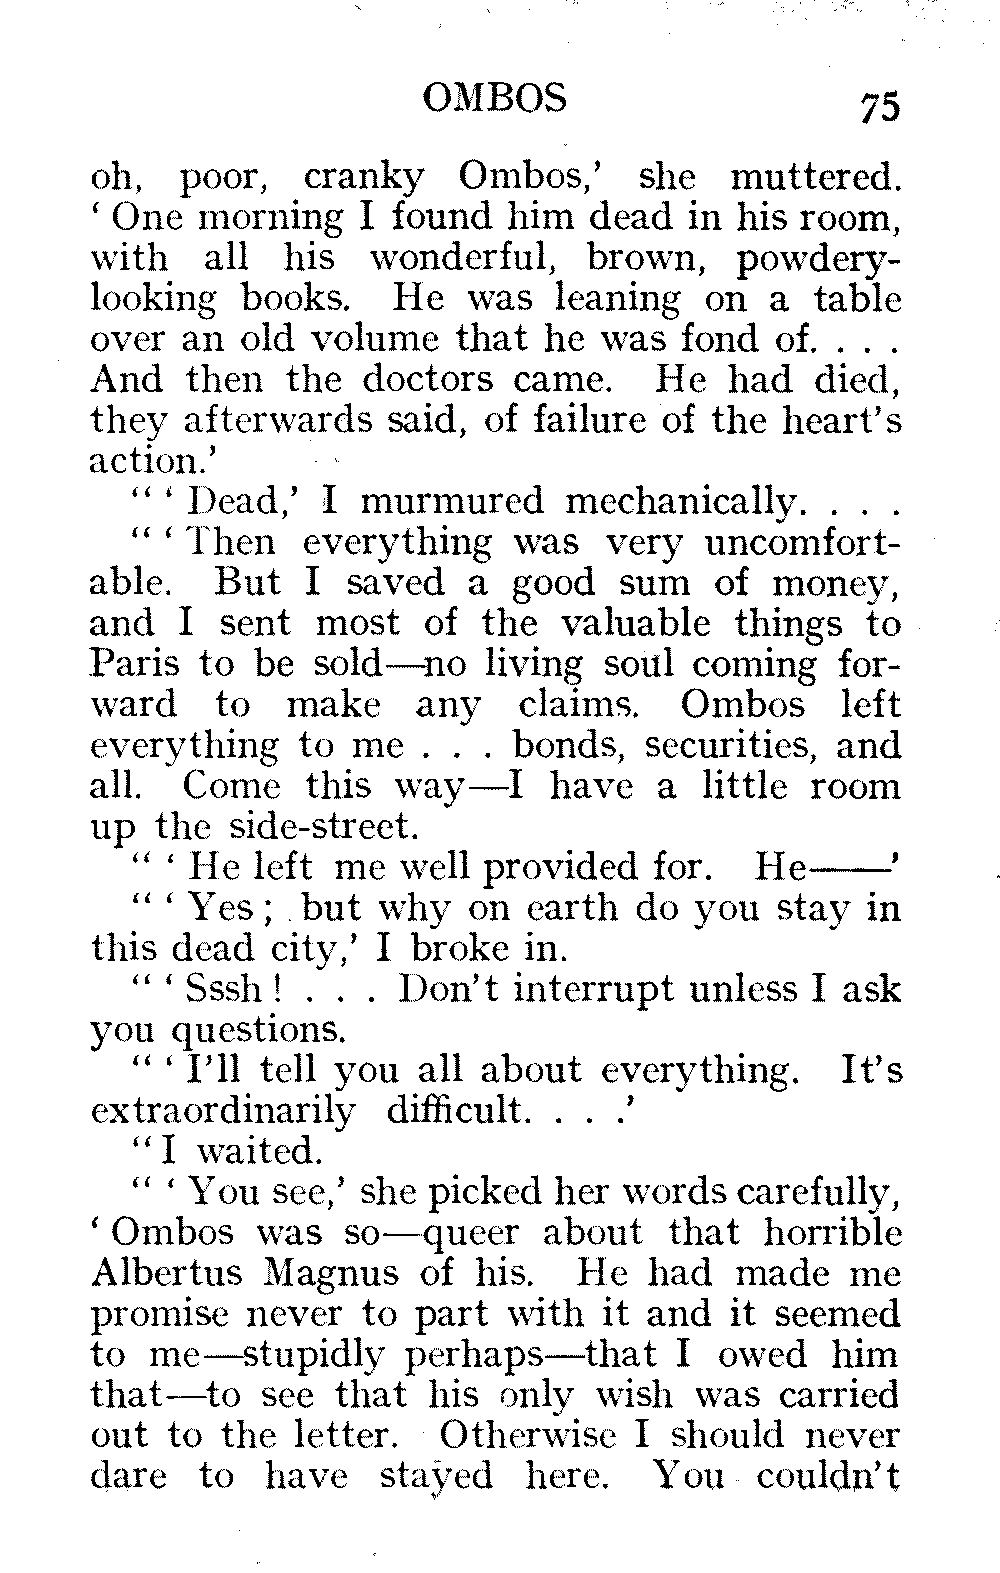 OMBOS 75
oh, poor, cranky Ombos,’ she muttered.
‘ One morning I found him dead in his room,
with all his wonderful, brown, powdery-
looking books. He was leaning on a table
over an old volume that he was fond of. . . .
And then the doctors came. He had died,
they afterwards said, of failure of the heart’s
action.’
“ ‘ Dead,’ I murmured mechanically. . . .
“ ‘ Then everything was very uncomfort-
able. But I saved a good sum of money,
and I sent most of the valuable things to
Paris to be sold—no living soul coming for-
ward to make any claims. Ombos left
everything to me . . . bonds, securities, and
all. Come this way—I have a little room
up the side-street.
“ ‘ He left me well provided for. He——’
“ ‘ Yes ; but why on earth do you stay in
this dead city,’ I broke in.
“ ‘ Sssh ! . . . Don’t interrupt unless I ask
you questions.
“ ‘ I’ll tell you all about everything. It’s
extraordinarily difficult. . . .’
“ I waited.
“ ‘ You see,’ she picked her words carefully,
‘ Ombos was so—queer about that horrible
Albertus Magnus of his. He had made me
promise never to part with it and it seemed
to me—stupidly perhaps—that I owed him
that—to see that his only wish was carried
out to the letter. Otherwise I should never
dare to have stayed here. You couldn’t